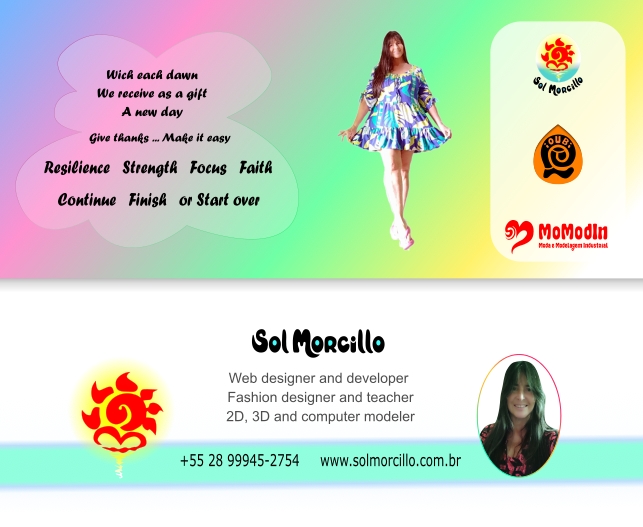 Wich each dawn
We receive as a gift
A new day
Give thanks ... Make it easy
Resilience Strength Focus Faith
Continue Finish or Start over
Sol Morcillo
OUB
MoModIn
Moda e Modelagem Industrial
Sol Morcillo
Web designer and developer
Fashion designer and teacher
2D, 3D and computer modeler
+55 28 99945-2754 www.solmorcillo.com.br